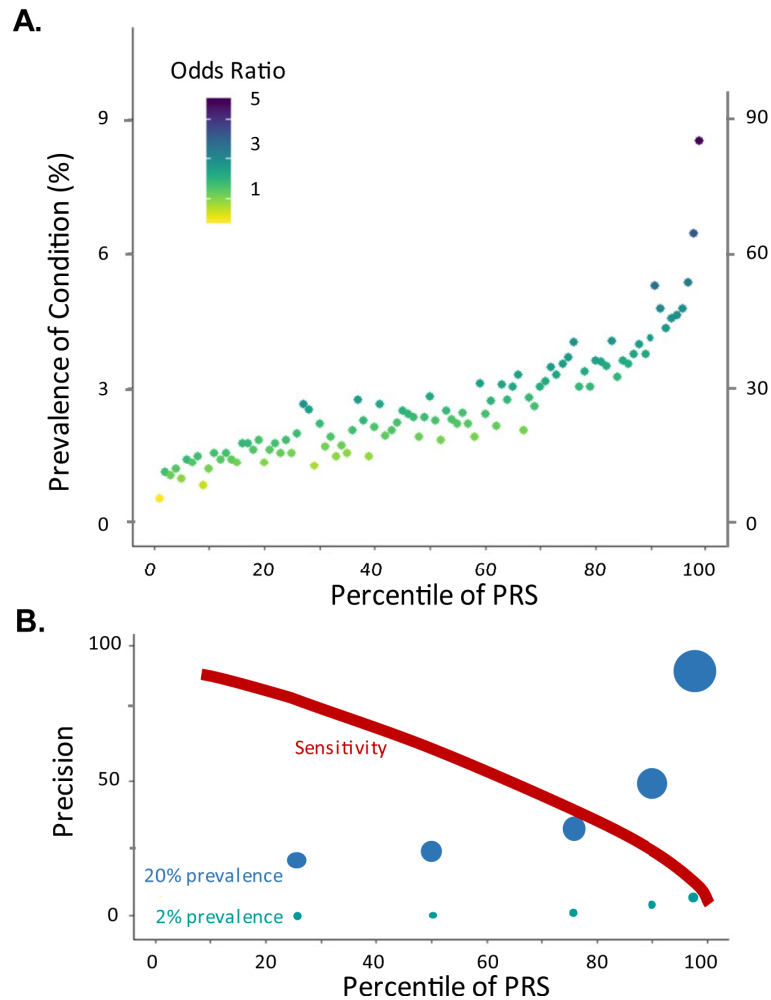 A.
Odds Ratio
5
3
1
Prevalence of Condition (%)
9
6
3
0
90
60
30
0
0 20 40 60 80 100
Percentile of PRS
B.
Precision
100
50
0
Sensitivity
20% prevalence
2% prevalence
0 20 40 60 80 100
Percentile of PRS